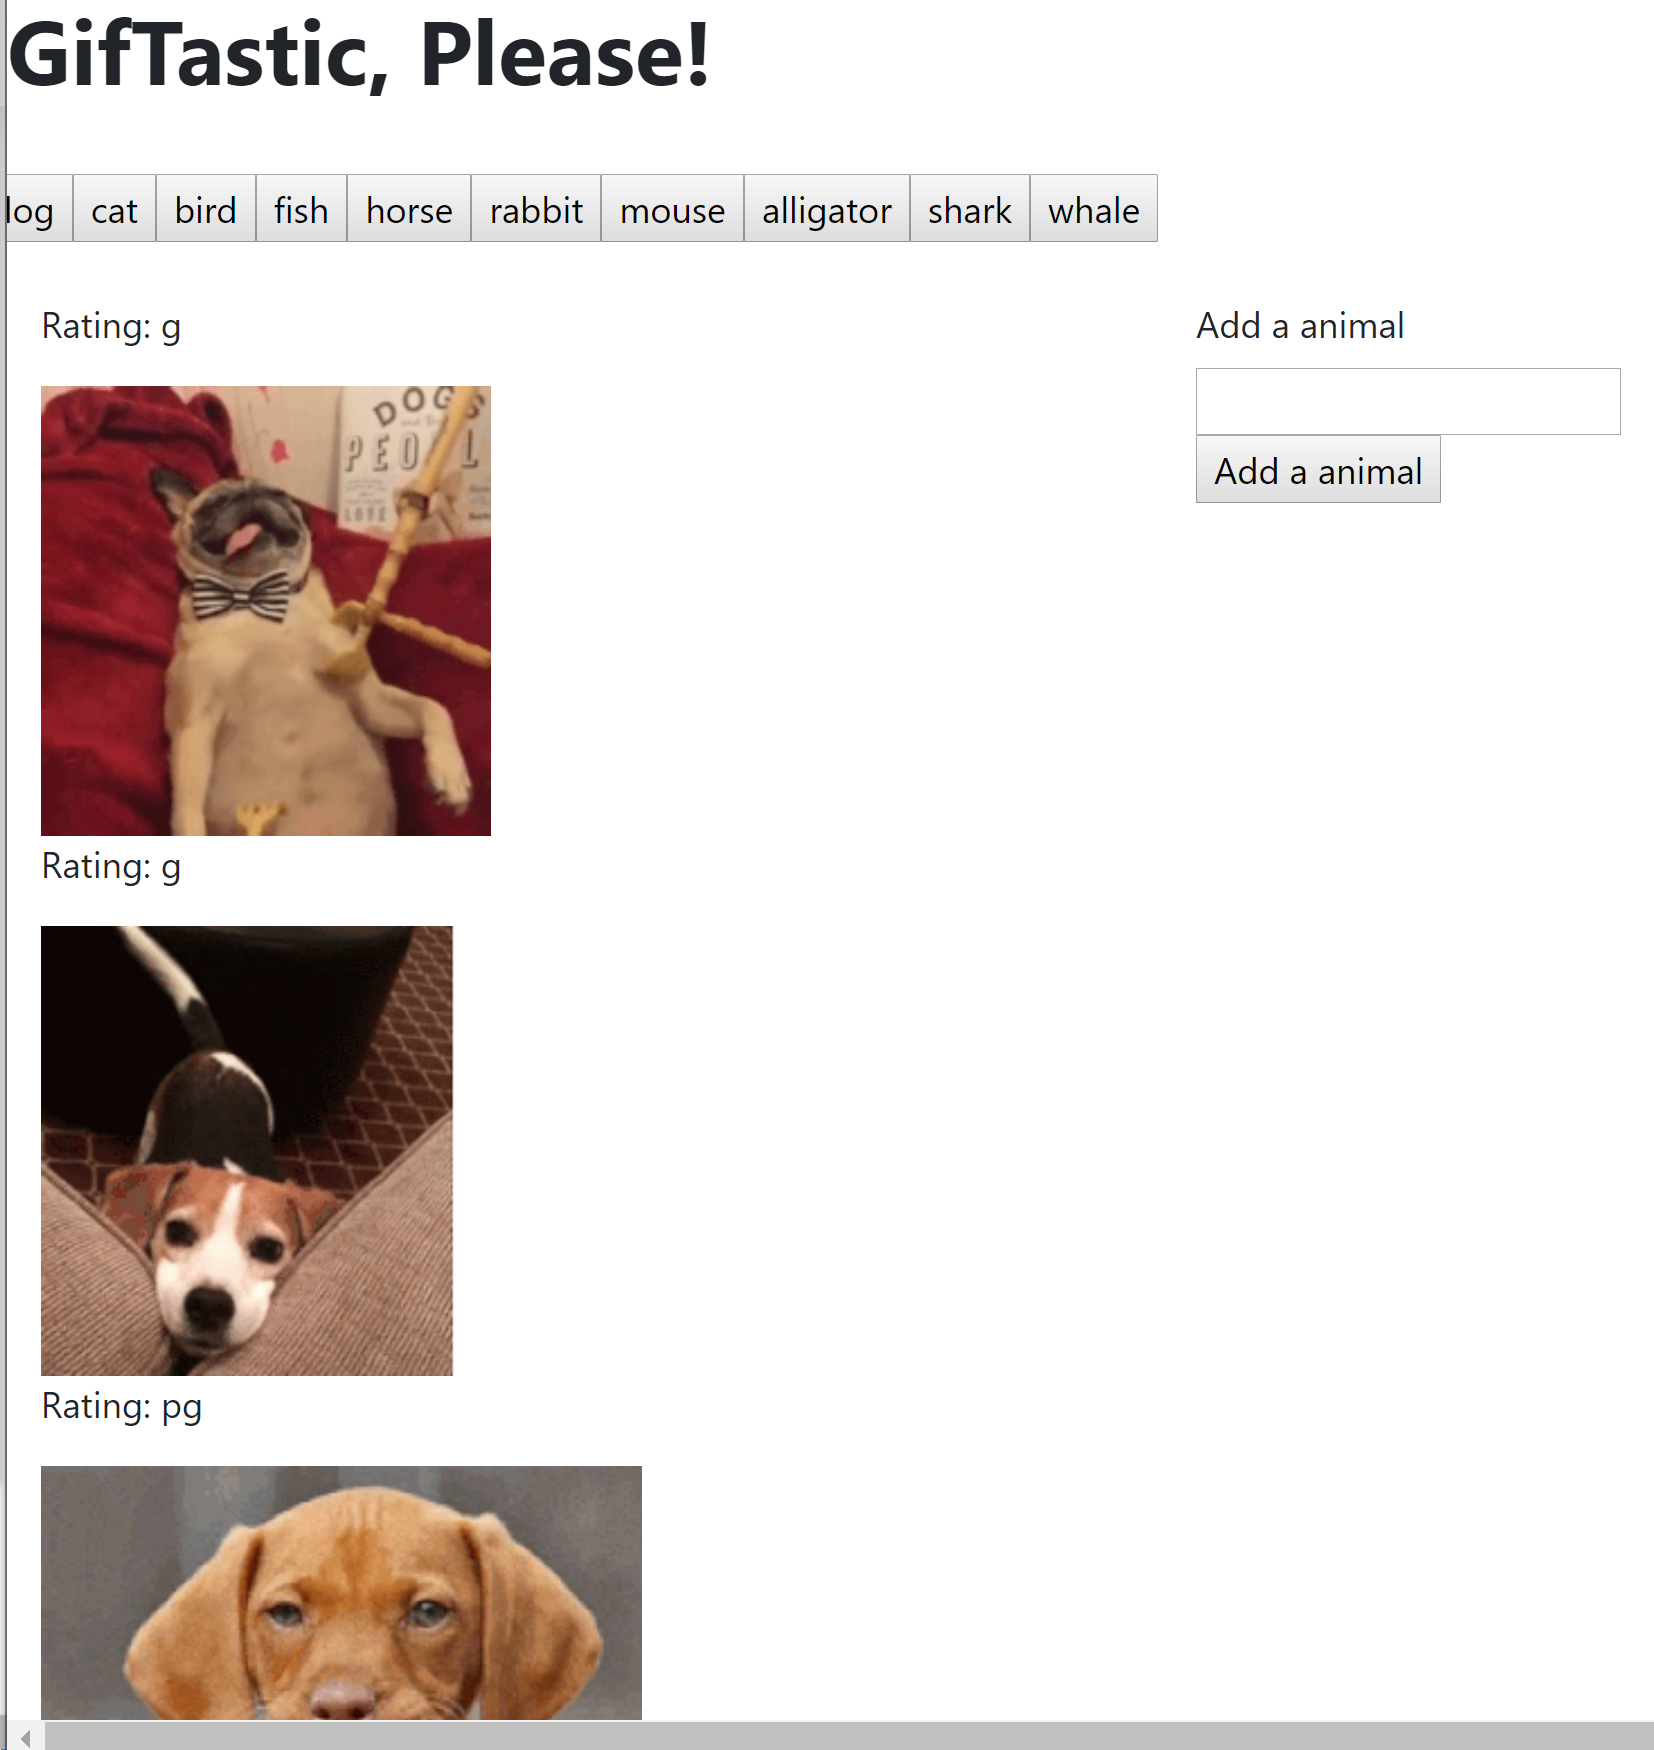 GifTastic, Please!
log cat bird fish horse rabbit mouse alligator shark whale
Rating: g
Add a animal
Add a animal
DOGS
PEO L
LOVE
Rating: g
Rating: pg